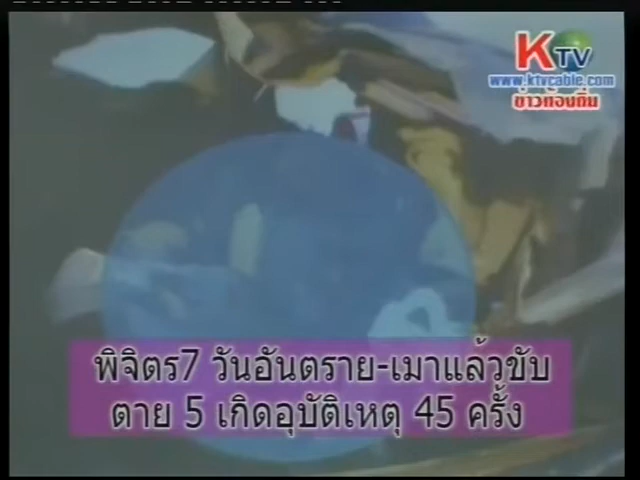 KTV
www.ktvcable.com
ข่าวท้องถิ่น
พิจิตร7 วันอันตราย-เมาแล้วขับ
ตาย 5 เกิดอุบัติเหตุ 45 ครั้ง